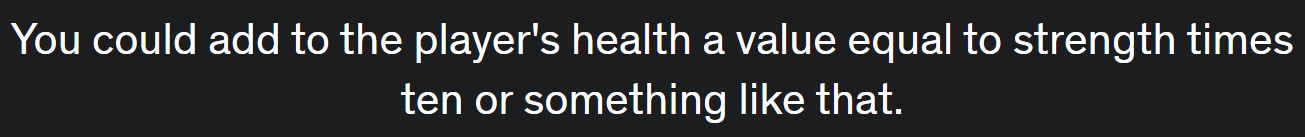 You could add to the player's health a value equal to strength times
ten or something like that.